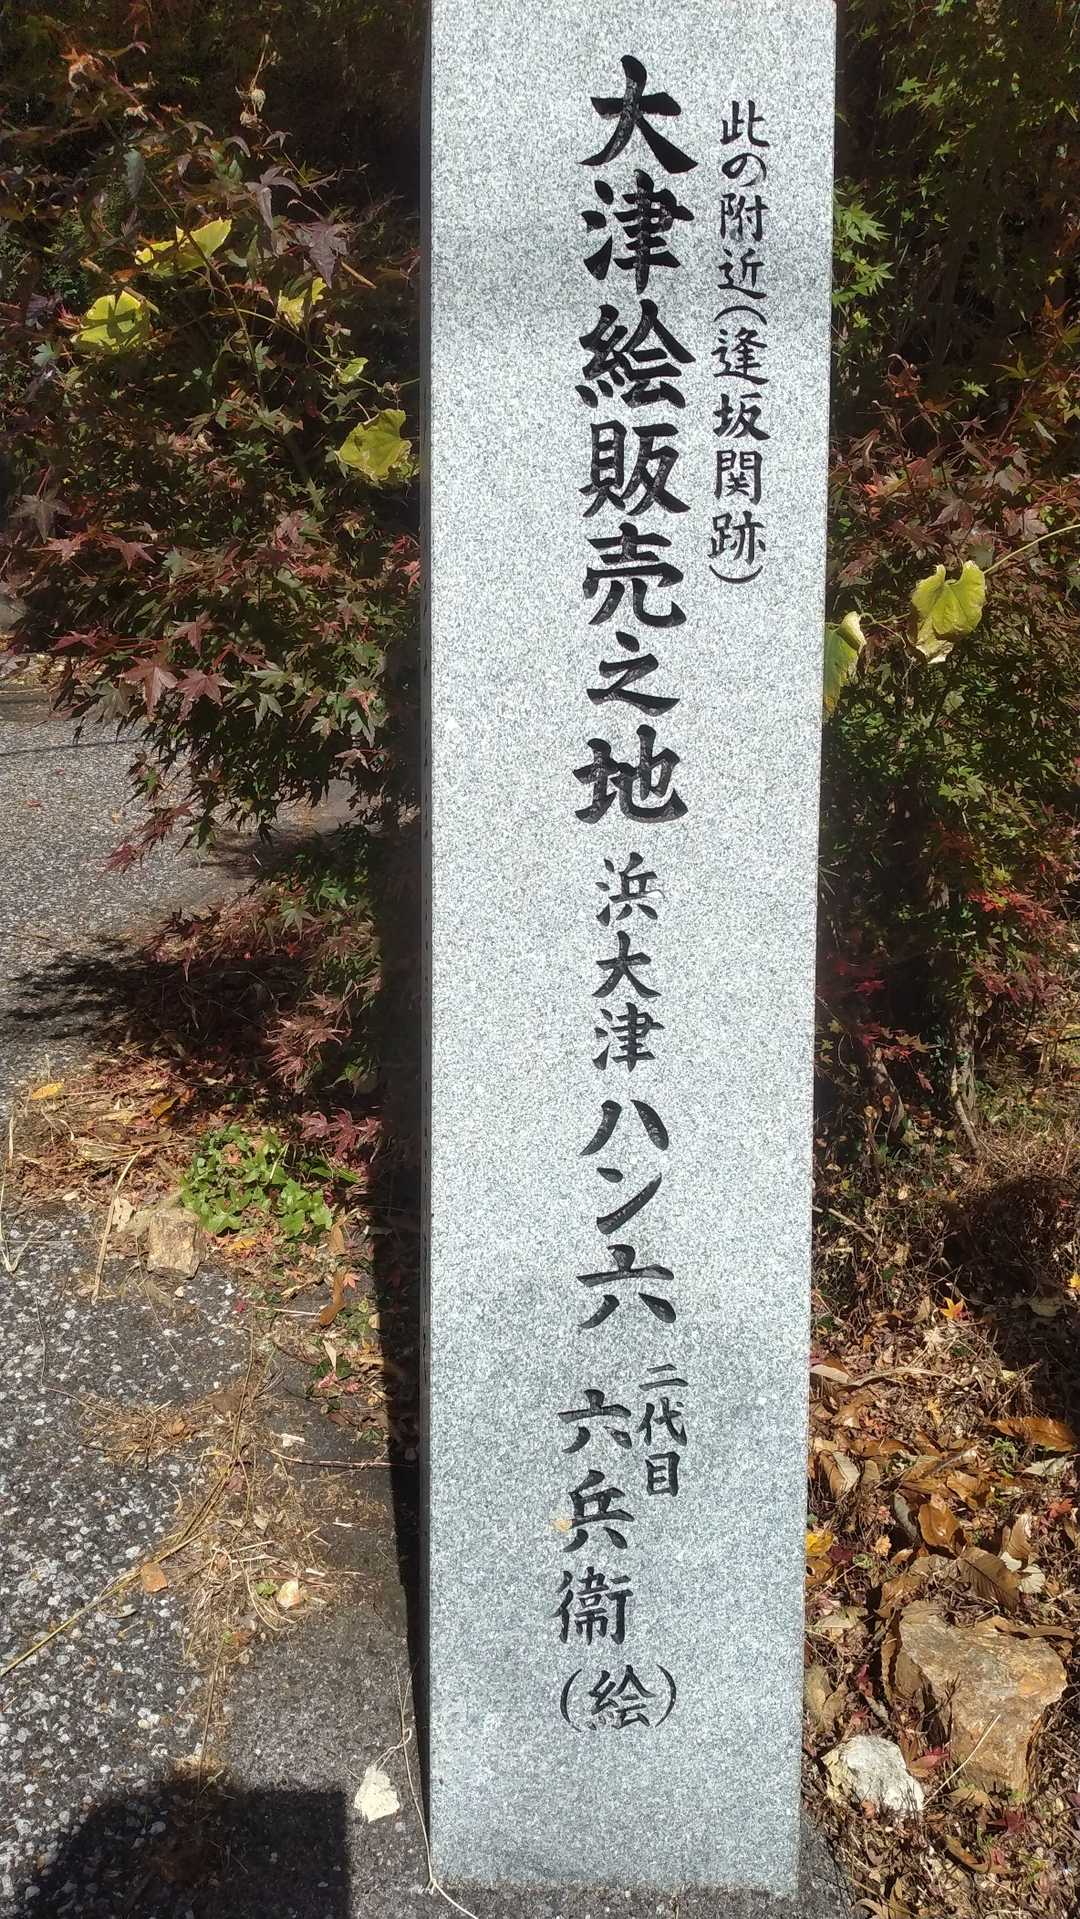 此の附近(逢坂関跡)
大津絵販売之地 浜大津 ハン六
二代目
六兵衞(絵)